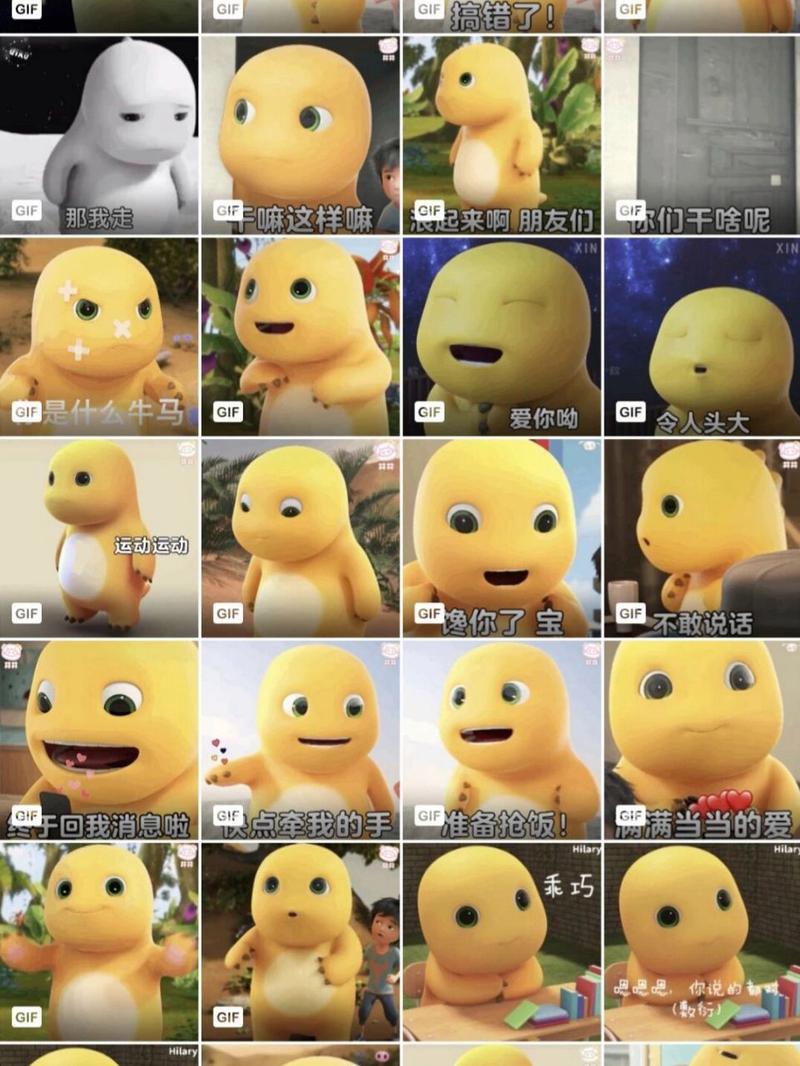 GIF
GIF
搞错了！
GIF
GIF
GIF
那我走
GIF
干嘛这样嘛
GIF
浪起来啊 朋友们
GIF
你们干啥呢
GIF
是什么牛马
GIF
XIN
GIF
爱你呦
XIN
GIF
令人头大
运动运动
GIF
GIF
GIF
馋你了 宝
GIF
不敢说话
GIF
终于回我消息啦
GIF
快点牵我的手
GIF
准备抢饭！
GIF
满满当当的爱
GIF
GIF
Hilary
乖巧
GIF
Hilary
嗯嗯嗯，你说的都对
(敷衍)
GIF
Hilary